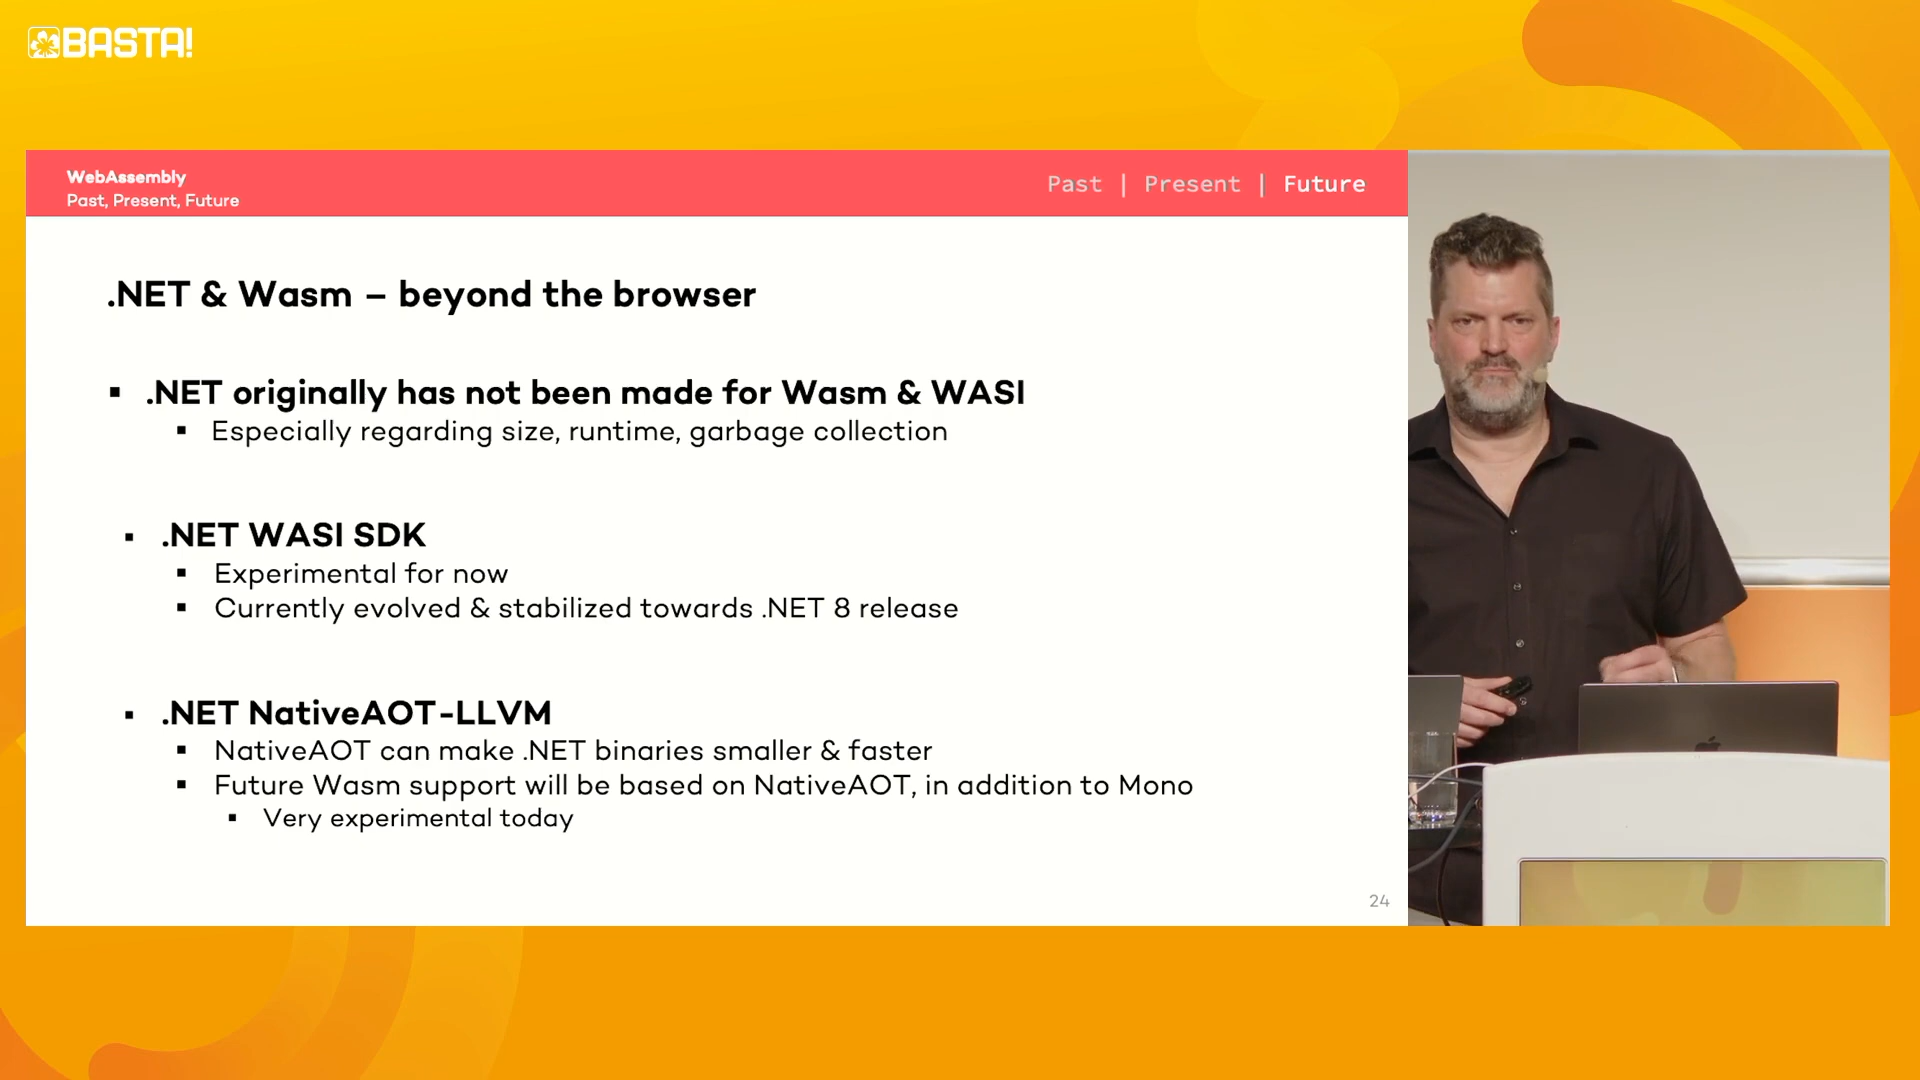 BASTA!
WebAssembly
Past, Present, Future
Past | Present | Future
.NET & Wasm – beyond the browser
▪ .NET originally has not been made for Wasm & WASI
▪ Especially regarding size, runtime, garbage collection
▪ .NET WASI SDK
▪ Experimental for now
▪ Currently evolved & stabilized towards .NET 8 release
▪ .NET NativeAOT-LLVM
▪ NativeAOT can make .NET binaries smaller & faster
▪ Future Wasm support will be based on NativeAOT, in addition to Mono
▪ Very experimental today
24